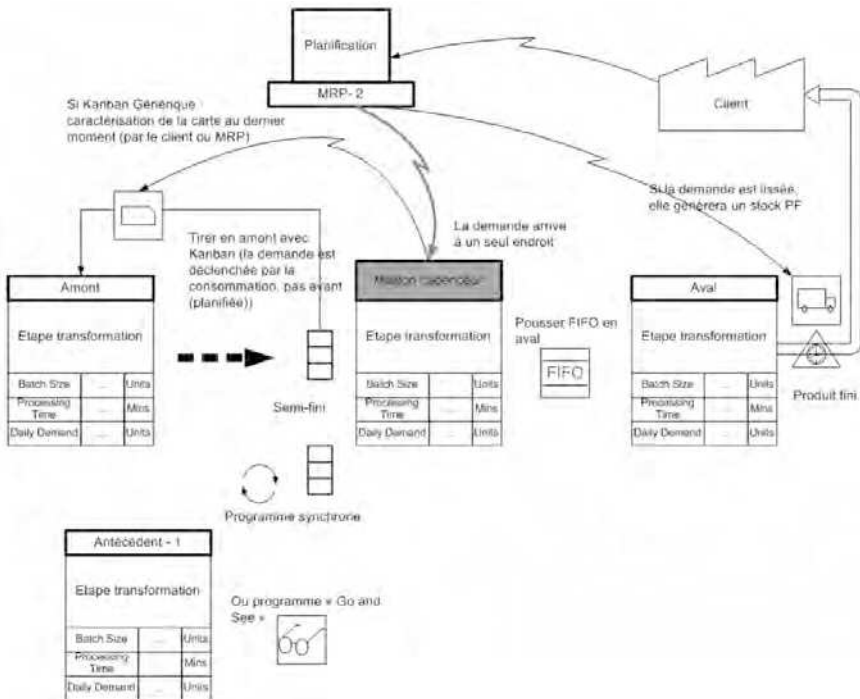 Planification
MRP- 2
Client
Si Kanban Générique :
caractérisation de la carte au dernier
moment (par le client ou MRP)
Si la demande est lissée,
elle génèrera un stock PF
La demande arrive
à un seul endroit
Tirer en amont avec
Kanban (la demande est
déclenchée par la
consommation, pas avant
(planifiée))
Amont
Etape transformation
Batch Size ... Units
Processing Time ... Mins
Daily Demand ... Units
Semi-fini
Maillon cadenceur
Etape transformation
Batch Size ... Units
Processing Time ... Mins
Daily Demand ... Units
Pousser FIFO en
aval
FIFO
Aval
Etape transformation
Batch Size ... Units
Processing Time ... Mins
Daily Demand ... Units
Produit fini
Programme synchrone
Antécédent - 1
Etape transformation
Batch Size ... Units
Processing Time ... Mins
Daily Demand ... Units
Ou programme « Go and
See »